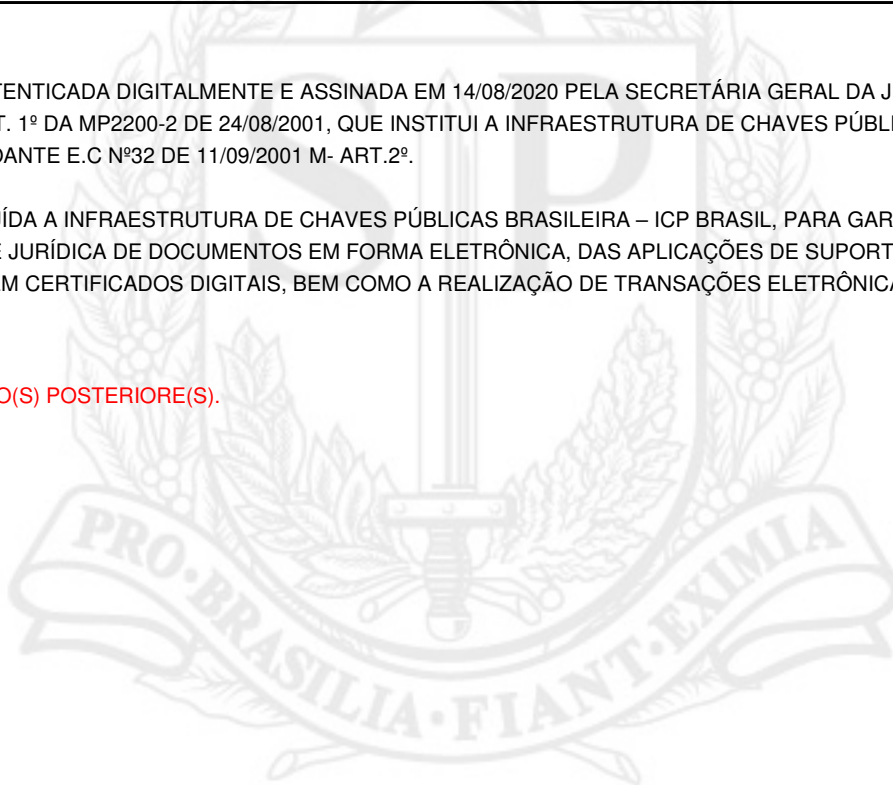 TENTICADA DIGITALMENTE E ASSINADA EM 14/08/2020 PELA SECRETÁRIA GERAL DA J
T. 1º DA MP2200-2 DE 24/08/2001, QUE INSTITUI A INFRAESTRUTURA DE CHAVES PÚBL
DANTE E.C Nº32 DE 11/09/2001 M- ART.2º.
ÍDA A INFRAESTRUTURA DE CHAVES PÚBLICAS BRASILEIRA – ICP BRASIL, PARA GAR
E JURÍDICA DE DOCUMENTOS EM FORMA ELETRÔNICA, DAS APLICAÇÕES DE SUPORT
EM CERTIFICADOS DIGITAIS, BEM COMO A REALIZAÇÃO DE TRANSAÇÕES ELETRÔNICA
O(S) POSTERIORE(S).
SP
PRO·BRASILIA·FIANT·EXIMIA